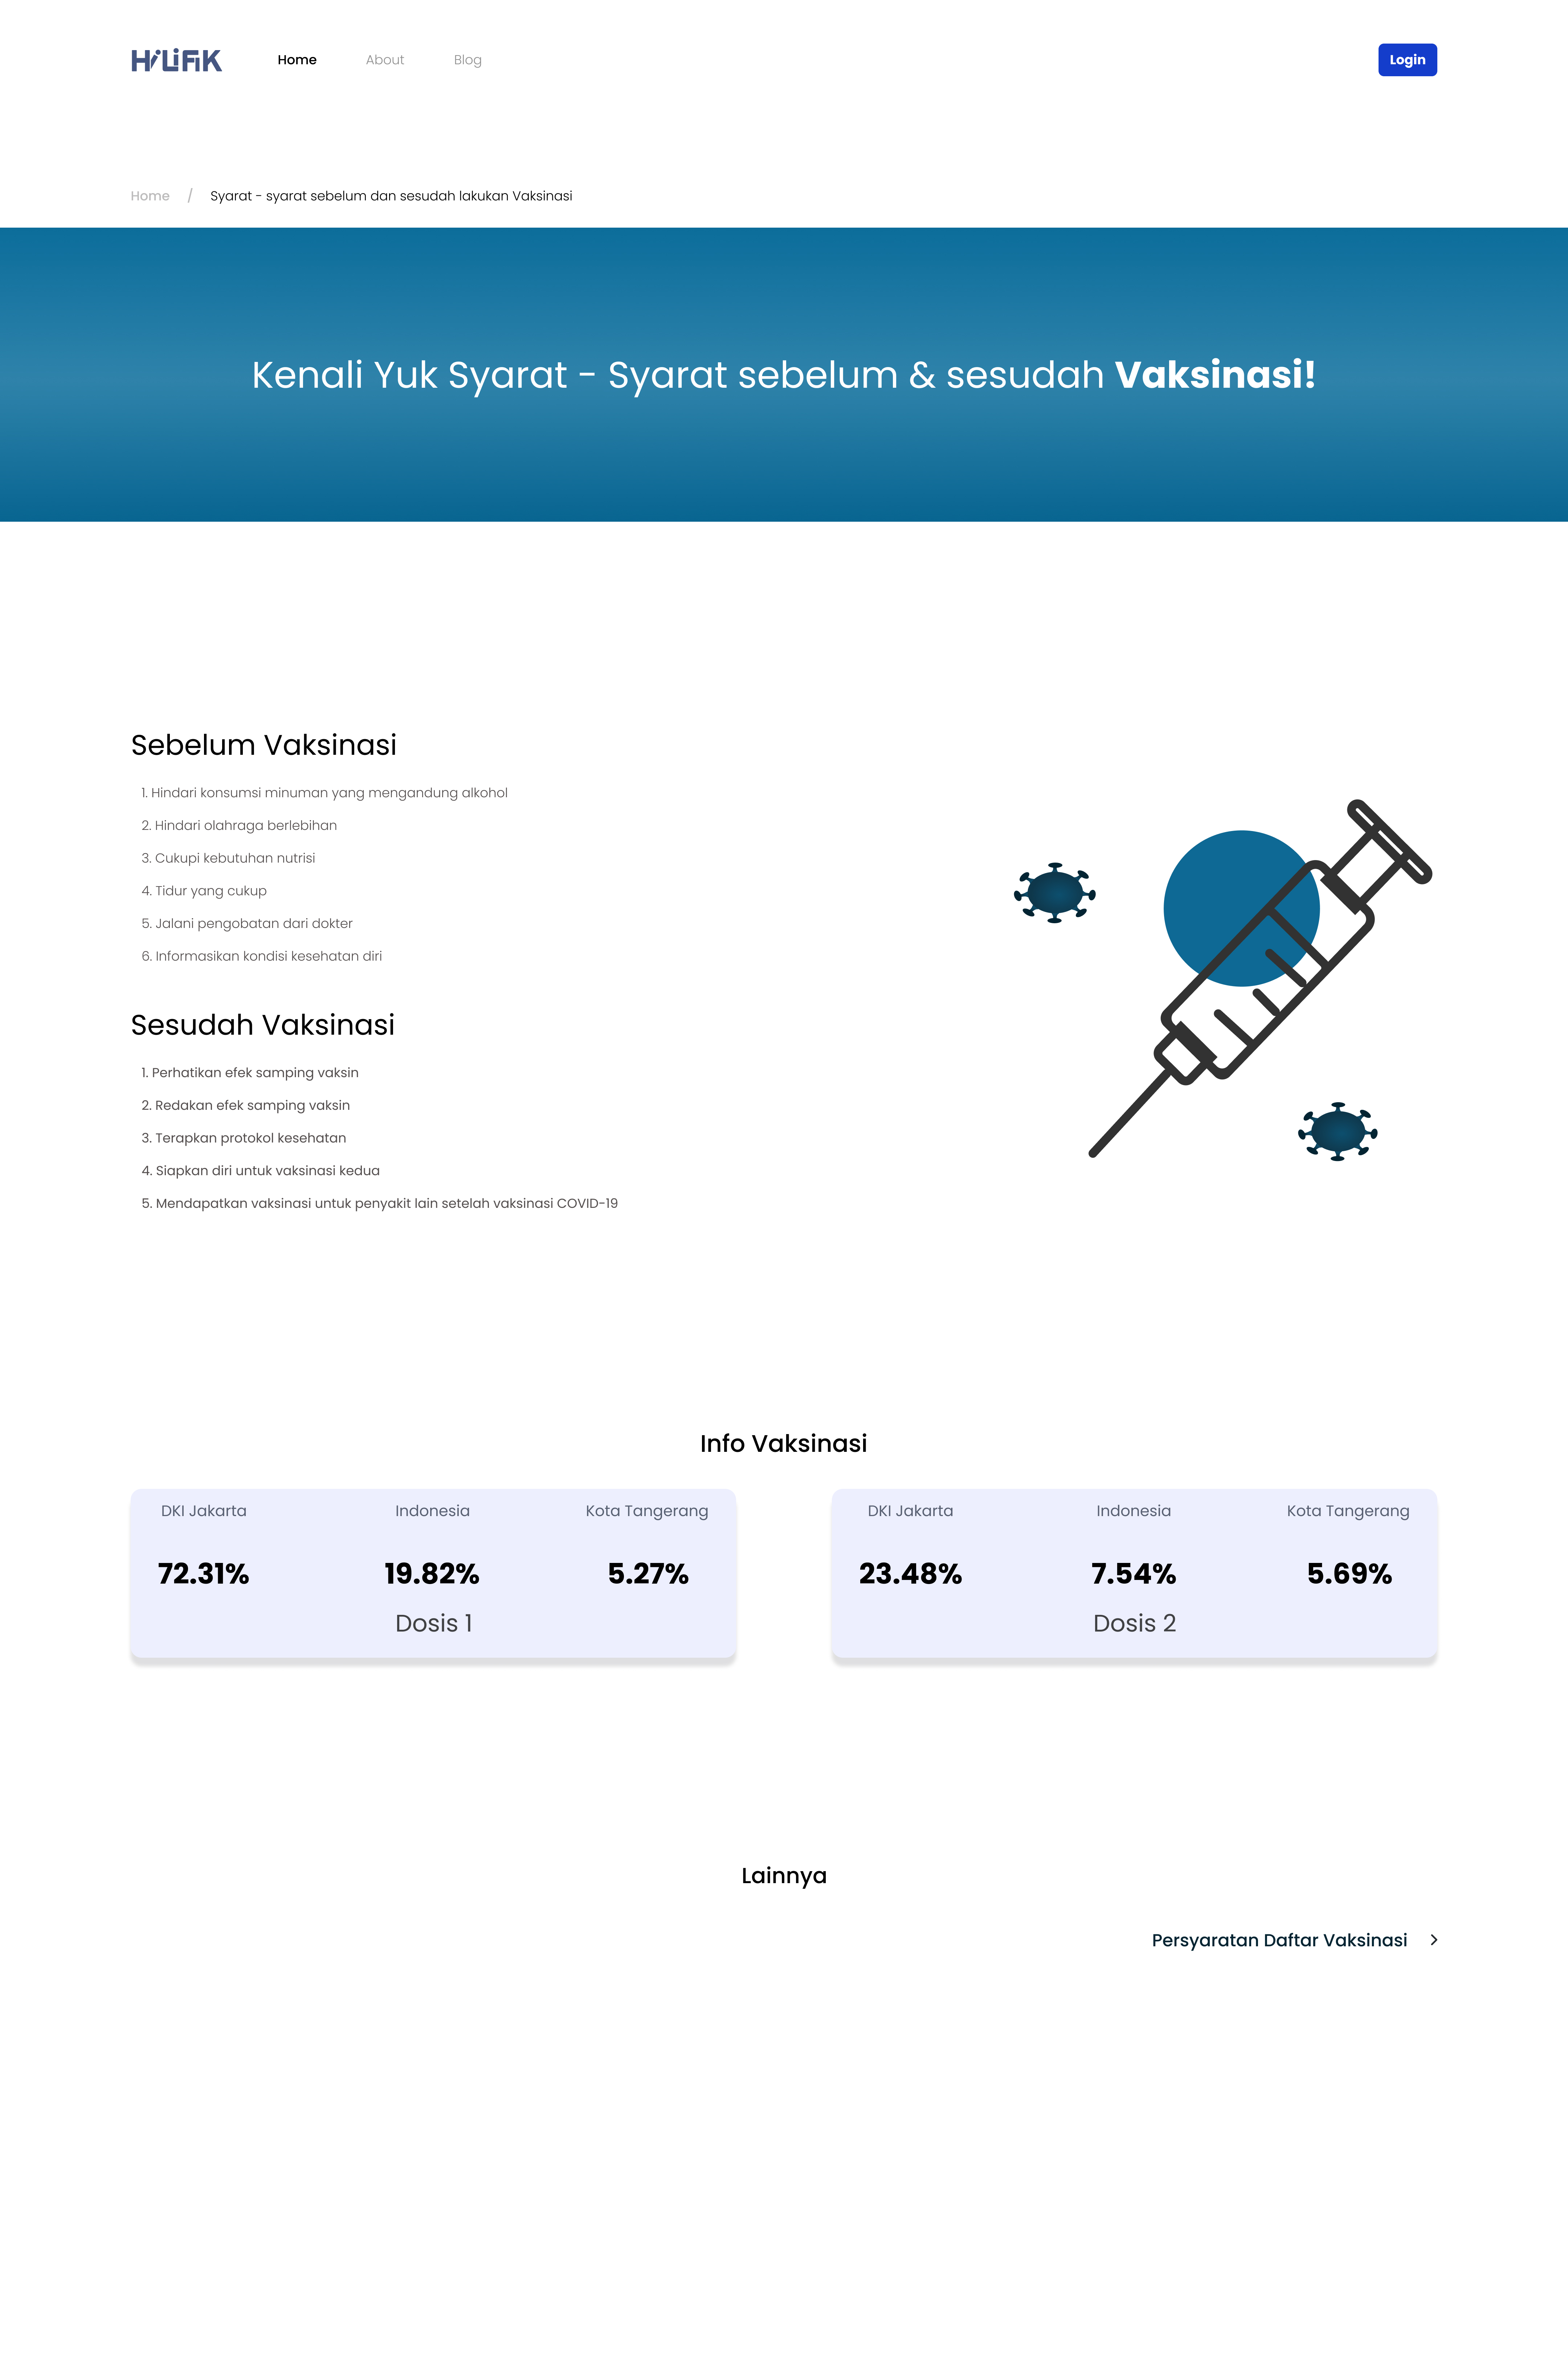 HiLiFiK
Home About Blog
Login
Home / Syarat - syarat sebelum dan sesudah lakukan Vaksinasi
Kenali Yuk Syarat - Syarat sebelum & sesudah Vaksinasi!
Sebelum Vaksinasi
1. Hindari konsumsi minuman yang mengandung alkohol
2. Hindari olahraga berlebihan
3. Cukupi kebutuhan nutrisi
4. Tidur yang cukup
5. Jalani pengobatan dari dokter
6. Informasikan kondisi kesehatan diri
Sesudah Vaksinasi
1. Perhatikan efek samping vaksin
2. Redakan efek samping vaksin
3. Terapkan protokol kesehatan
4. Siapkan diri untuk vaksinasi kedua
5. Mendapatkan vaksinasi untuk penyakit lain setelah vaksinasi COVID-19
Info Vaksinasi
DKI Jakarta Indonesia Kota Tangerang
72.31% 19.82% 5.27%
Dosis 1
DKI Jakarta Indonesia Kota Tangerang
23.48% 7.54% 5.69%
Dosis 2
Lainnya
Persyaratan Daftar Vaksinasi >